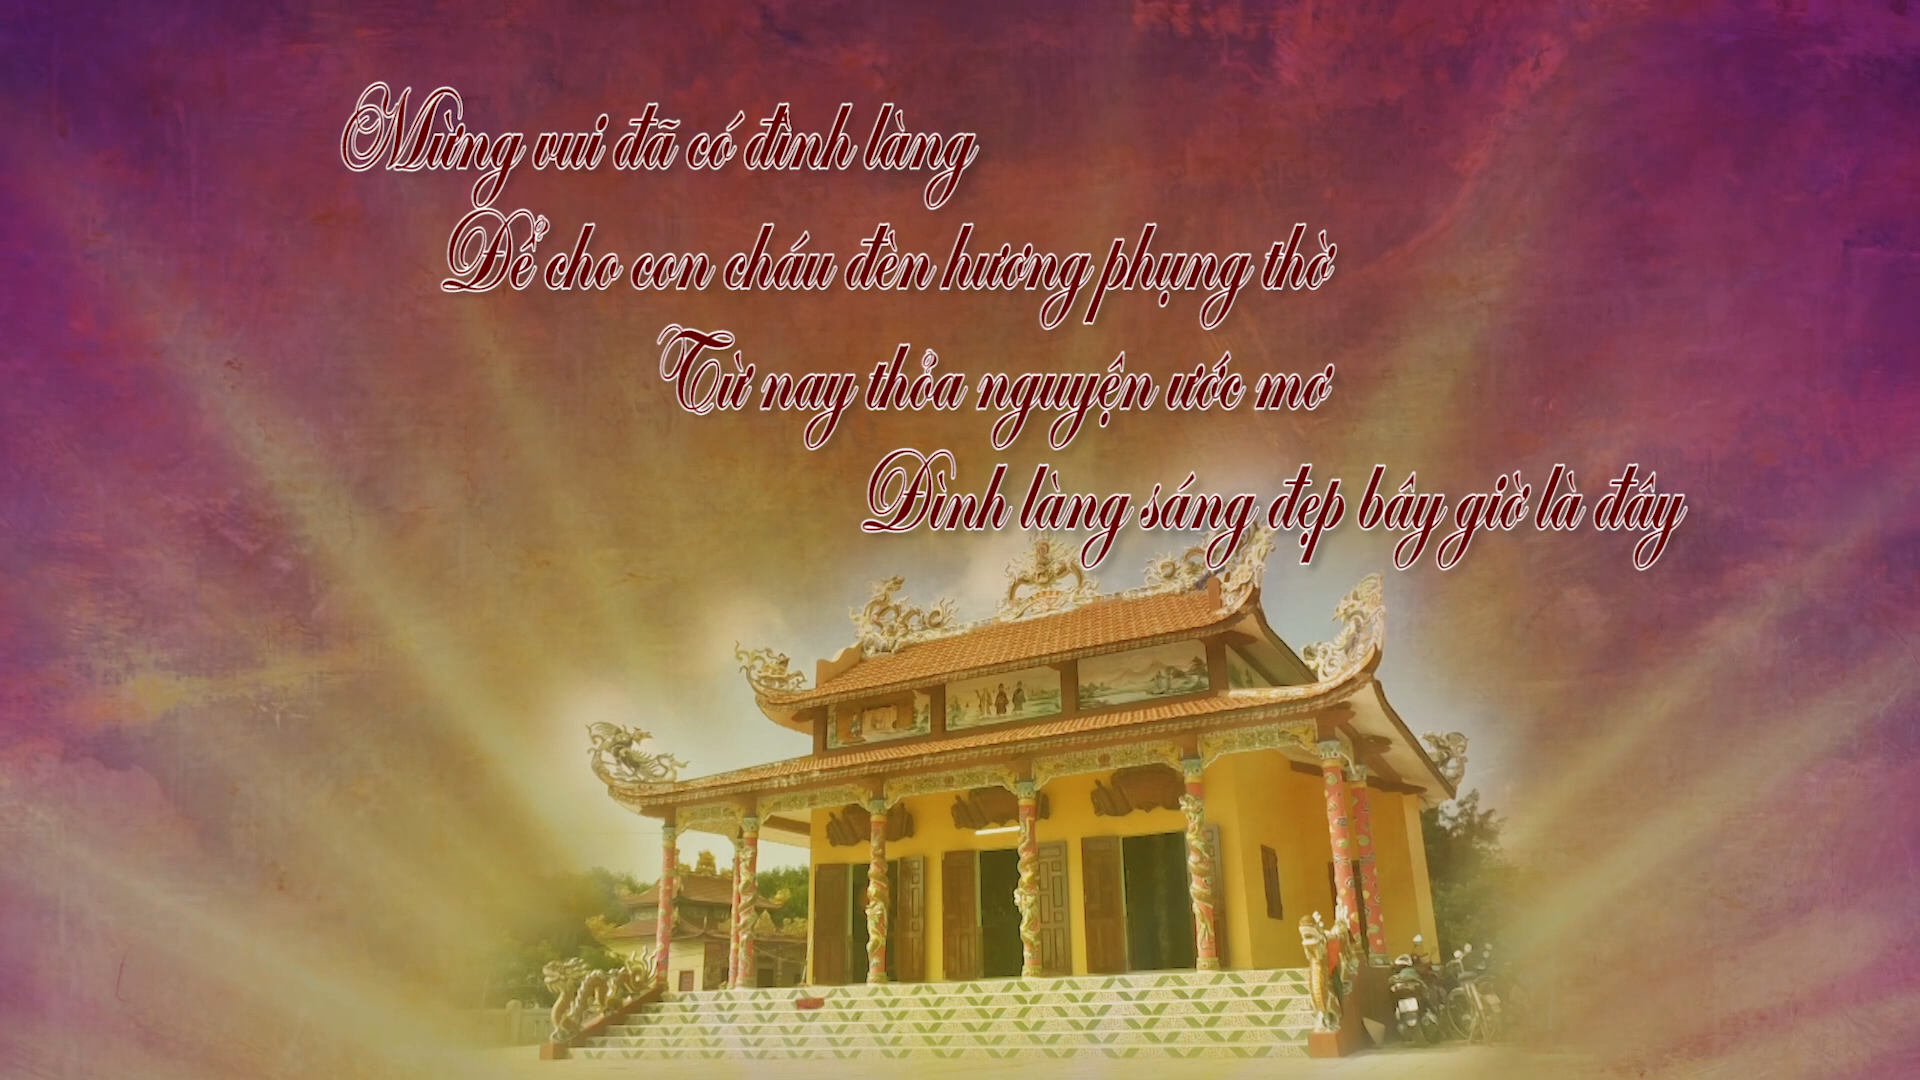 Mừng vui đã có đình làng
Để cho con cháu đèn hương phụng thờ
Từ nay thỏa nguyện ước mơ
Đình làng sáng đẹp bây giờ là đây